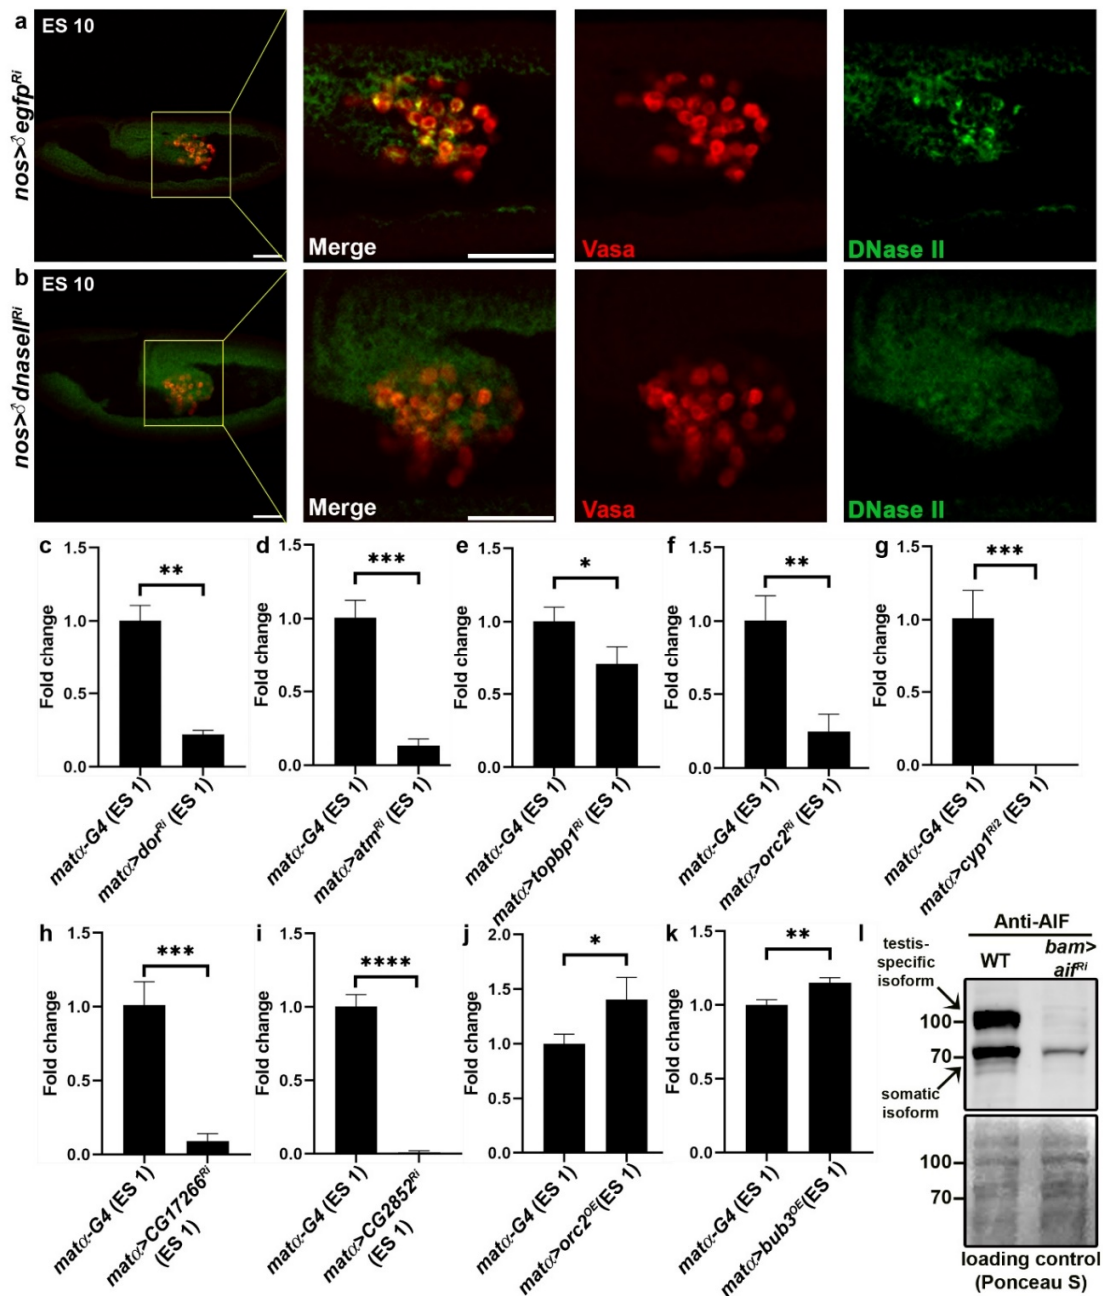 a
ES 10
nos>♂egfpRi
Merge
Vasa
DNase II
b
ES 10
nos>♂dnaseIIRi
Merge
Vasa
DNase II
c
Fold change
1.5
1.0
0.5
0.0
**
matα-G4 (ES 1)
matα>dorRi (ES 1)
d
Fold change
1.5
1.0
0.5
0.0
***
matα-G4 (ES 1)
matα>atmRi (ES 1)
e
Fold change
1.5
1.0
0.5
0.0
*
matα-G4 (ES 1)
matα>topbp1Ri (ES 1)
f
Fold change
1.5
1.0
0.5
0.0
**
matα-G4 (ES 1)
matα>orc2Ri (ES 1)
g
Fold change
1.5
1.0
0.5
0.0
***
matα-G4 (ES 1)
matα>cyp1Ri2 (ES 1)
h
Fold change
1.5
1.0
0.5
0.0
***
matα-G4 (ES 1)
matα>CG17266Ri
(ES 1)
i
Fold change
1.5
1.0
0.5
0.0
****
matα-G4 (ES 1)
matα>CG2852Ri
(ES 1)
j
Fold change
2.0
1.5
1.0
0.5
0.0
*
matα-G4 (ES 1)
matα>orc2OE(ES 1)
k
Fold change
1.5
1.0
0.5
0.0
**
matα-G4 (ES 1)
matα>bub3OE(ES 1)
l
Anti-AIF
WT
bam>
aifRi
testis-
specific
isoform
100
70
somatic
isoform
100
70
loading control
(Ponceau S)